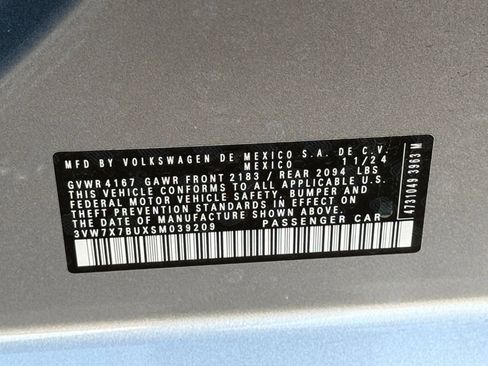 MFD BY VOLKSWAGEN DE MEXICO S.A. DE C.V.
MEXICO 11/24
GVWR 4167 GAWR FRONT 2183 / REAR 2094 LBS
THIS VEHICLE CONFORMS TO ALL APPLICABLE U.S.
FEDERAL MOTOR VEHICLE SAFETY, BUMPER AND
THEFT PREVENTION STANDARDS IN EFFECT ON THE
DATE OF MANUFACTURE SHOWN ABOVE.
3VW7X7BUXSM039209 PASSENGER CAR
4731049 3963 M